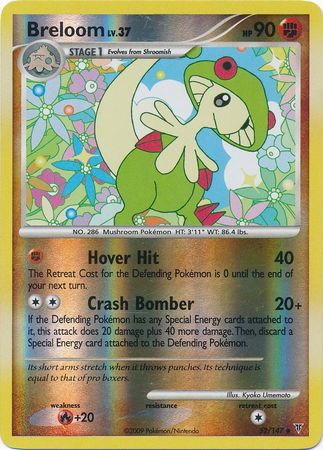 Breloom LV.37 HP 90
STAGE 1 Evolves from Shroomish
NO. 286 Mushroom Pokémon HT: 3'11" WT: 86.4 lbs.
Hover Hit 40
The Retreat Cost for the Defending Pokémon is 0 until the end of
your next turn.
Crash Bomber 20+
If the Defending Pokémon has any Special Energy cards attached to
it, this attack does 20 damage plus 40 more damage. Then, discard a
Special Energy card attached to the Defending Pokémon.
Its short arms stretch when it throws punches. Its technique is
equal to that of pro boxers.
Illus. Kyoko Umemoto
weakness resistance retreat cost
+20
©2009 Pokémon/Nintendo 52/147